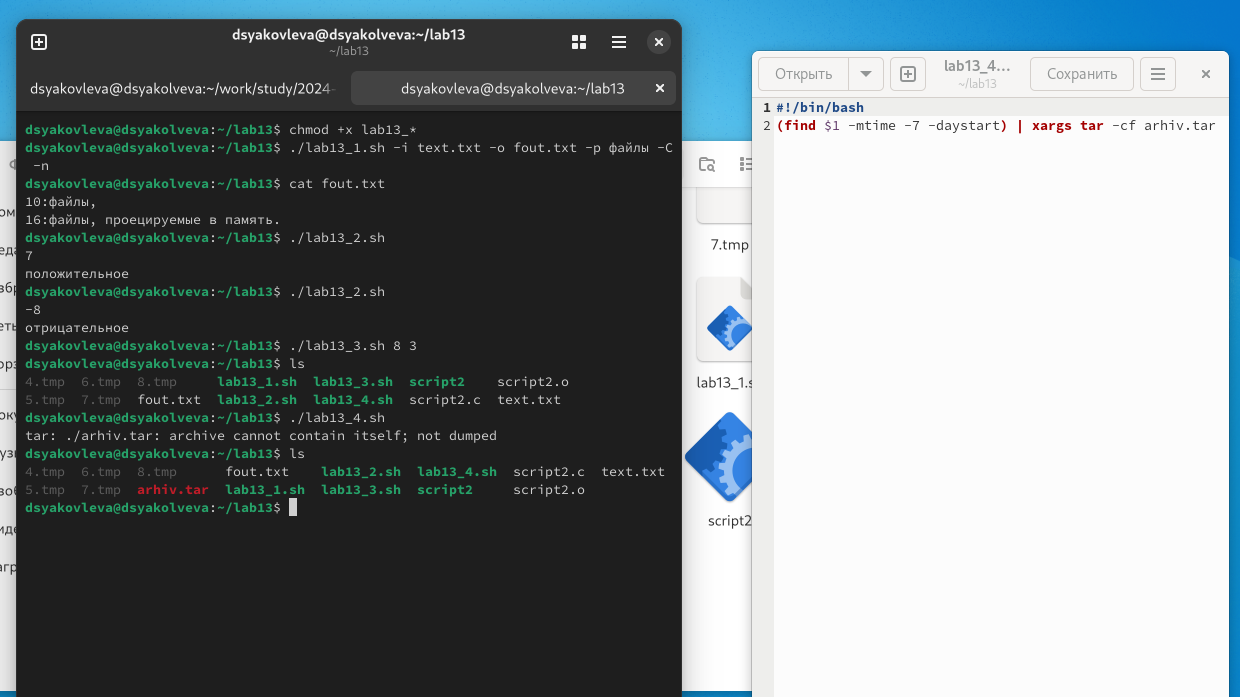 dsyakovleva@dsyakolveva:~/lab13
~/lab13
dsyakovleva@dsyakolveva:~/work/study/2024-
dsyakovleva@dsyakolveva:~/lab13
dsyakovleva@dsyakolveva:~/lab13$ chmod +x lab13_*
dsyakovleva@dsyakolveva:~/lab13$ ./lab13_1.sh -i text.txt -o fout.txt -p файлы -C
-n
dsyakovleva@dsyakolveva:~/lab13$ cat fout.txt
10:файлы,
16:файлы, проецируемые в память.
dsyakovleva@dsyakolveva:~/lab13$ ./lab13_2.sh
7
положительное
dsyakovleva@dsyakolveva:~/lab13$ ./lab13_2.sh
-8
отрицательное
dsyakovleva@dsyakolveva:~/lab13$ ./lab13_3.sh 8 3
dsyakovleva@dsyakolveva:~/lab13$ ls
4.tmp 6.tmp 8.tmp lab13_1.sh lab13_3.sh script2 script2.o
5.tmp 7.tmp fout.txt lab13_2.sh lab13_4.sh script2.c text.txt
dsyakovleva@dsyakolveva:~/lab13$ ./lab13_4.sh
tar: ./arhiv.tar: archive cannot contain itself; not dumped
dsyakovleva@dsyakolveva:~/lab13$ ls
4.tmp 6.tmp 8.tmp fout.txt lab13_2.sh lab13_4.sh script2.c text.txt
5.tmp 7.tmp arhiv.tar lab13_1.sh lab13_3.sh script2 script2.o
dsyakovleva@dsyakolveva:~/lab13$
7.tmp
lab13_1.s
script2
Открыть
lab13_4...
~/lab13
Сохранить
1 #!/bin/bash
2 (find $1 -mtime -7 -daystart) | xargs tar -cf arhiv.tar